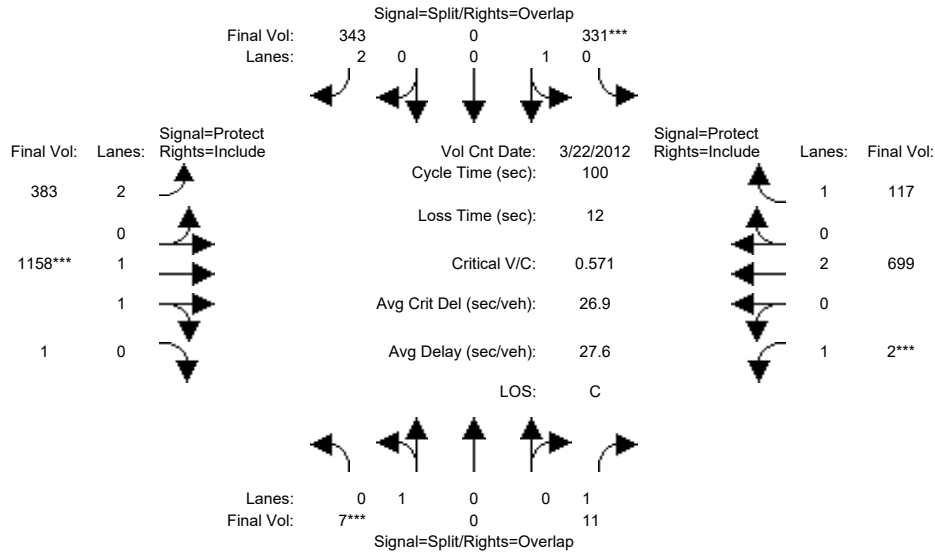 Signal=Split/Rights=Overlap
Final Vol: 343 0 331***
Lanes: 2 0 0 1 0
Signal=Protect Signal=Protect
Final Vol: Lanes: Rights=Include Vol Cnt Date: 3/22/2012 Rights=Include Lanes: Final Vol:
Cycle Time (sec): 100
383 2 1 117
Loss Time (sec): 12
0 0
1158*** 1 Critical V/C: 0.571 2 699
1 Avg Crit Del (sec/veh): 26.9 0
1 0 Avg Delay (sec/veh): 27.6 1 2***
LOS: C
Lanes: 0 1 0 0 1
Final Vol: 7*** 0 11
Signal=Split/Rights=Overlap